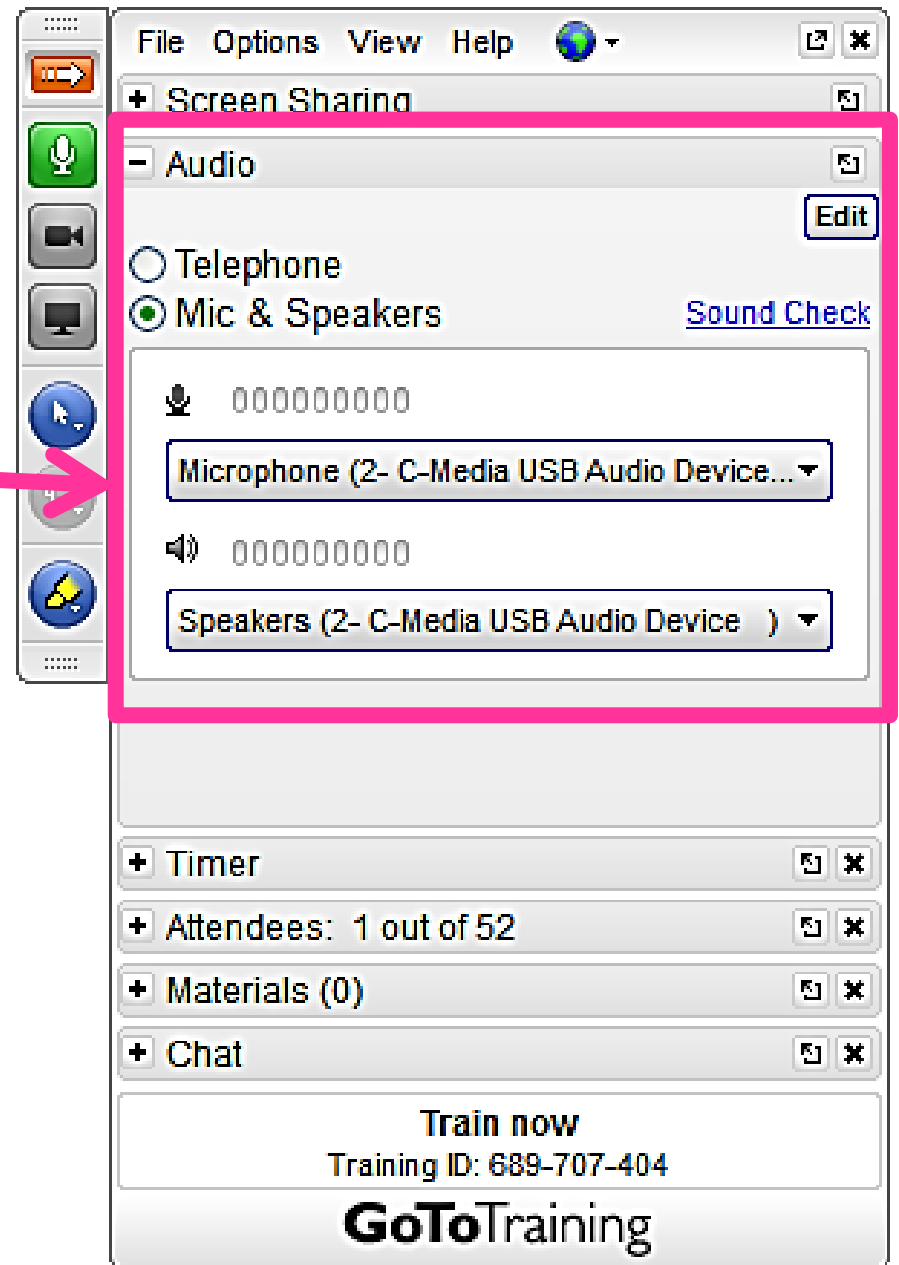 File Options View Help
Screen Sharing
Audio
Edit
Telephone
Mic & Speakers Sound Check
000000000
Microphone (2- C-Media USB Audio Device...
000000000
Speakers (2- C-Media USB Audio Device )
Timer
Attendees: 1 out of 52
Materials (0)
Chat
Train now
Training ID: 689-707-404
GoToTraining